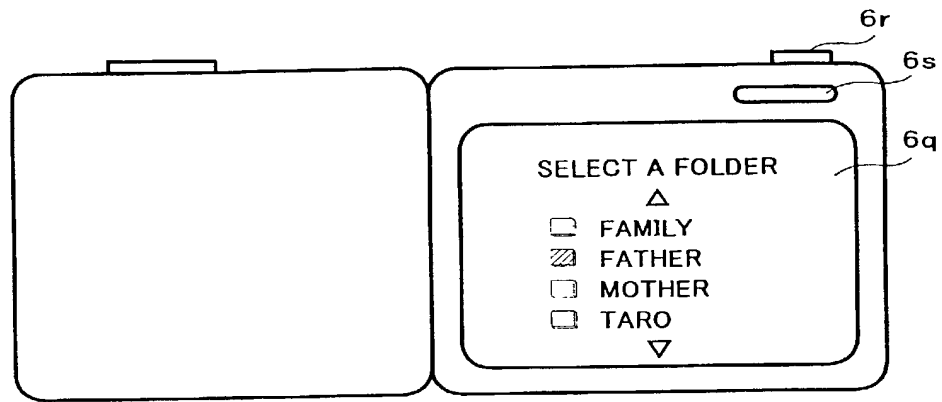 6r
6s
6q
SELECT A FOLDER
FAMILY
FATHER
MOTHER
TARO